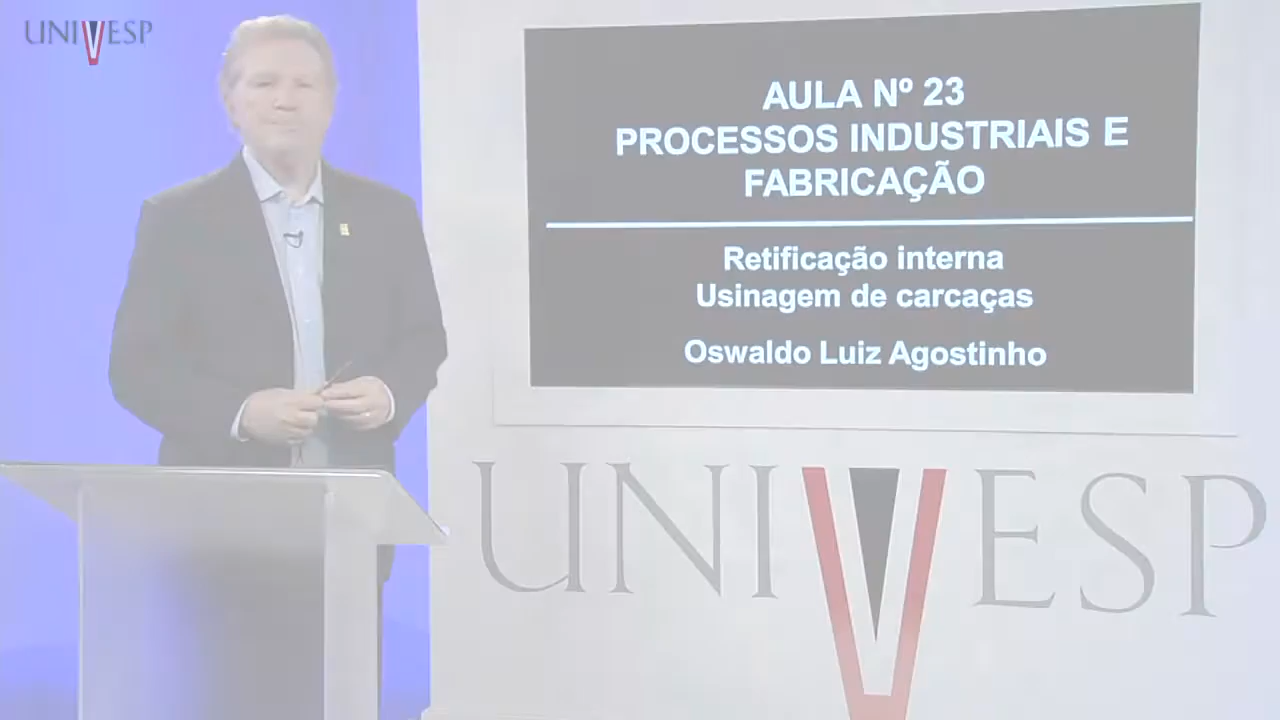 UNIVESP
AULA Nº 23
PROCESSOS INDUSTRIAIS E
FABRICAÇÃO
Retificação interna
Usinagem de carcaças
Oswaldo Luiz Agostinho
UNIVESP